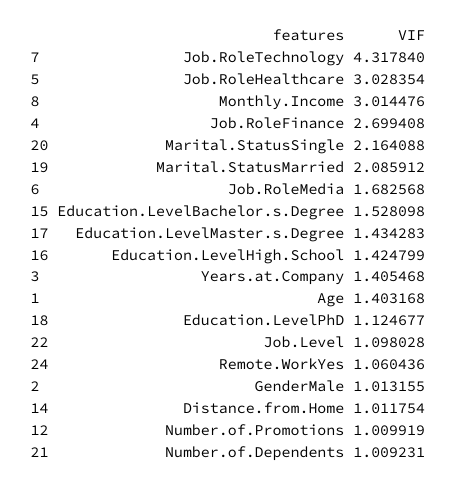 features VIF
7 Job.RoleTechnology 4.317840
5 Job.RoleHealthcare 3.028354
8 Monthly.Income 3.014476
4 Job.RoleFinance 2.699408
20 Marital.StatusSingle 2.164088
19 Marital.StatusMarried 2.085912
6 Job.RoleMedia 1.682568
15 Education.LevelBachelor.s.Degree 1.528098
17 Education.LevelMaster.s.Degree 1.434283
16 Education.LevelHigh.School 1.424799
3 Years.at.Company 1.405468
1 Age 1.403168
18 Education.LevelPhD 1.124677
22 Job.Level 1.098028
24 Remote.WorkYes 1.060436
2 GenderMale 1.013155
14 Distance.from.Home 1.011754
12 Number.of.Promotions 1.009919
21 Number.of.Dependents 1.009231